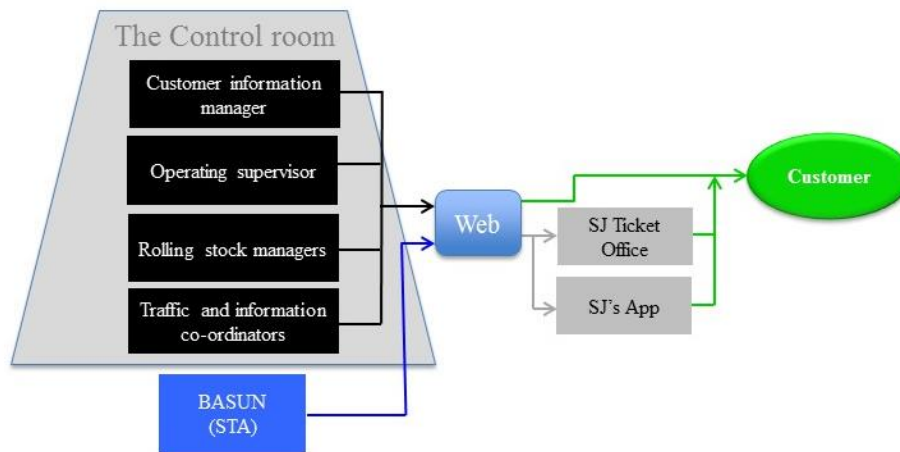 The Control room
Customer information
manager
Operating supervisor
Rolling stock managers
Traffic and information
co-ordinators
BASUN
(STA)
Web
SJ Ticket
Office
SJ's App
Customer